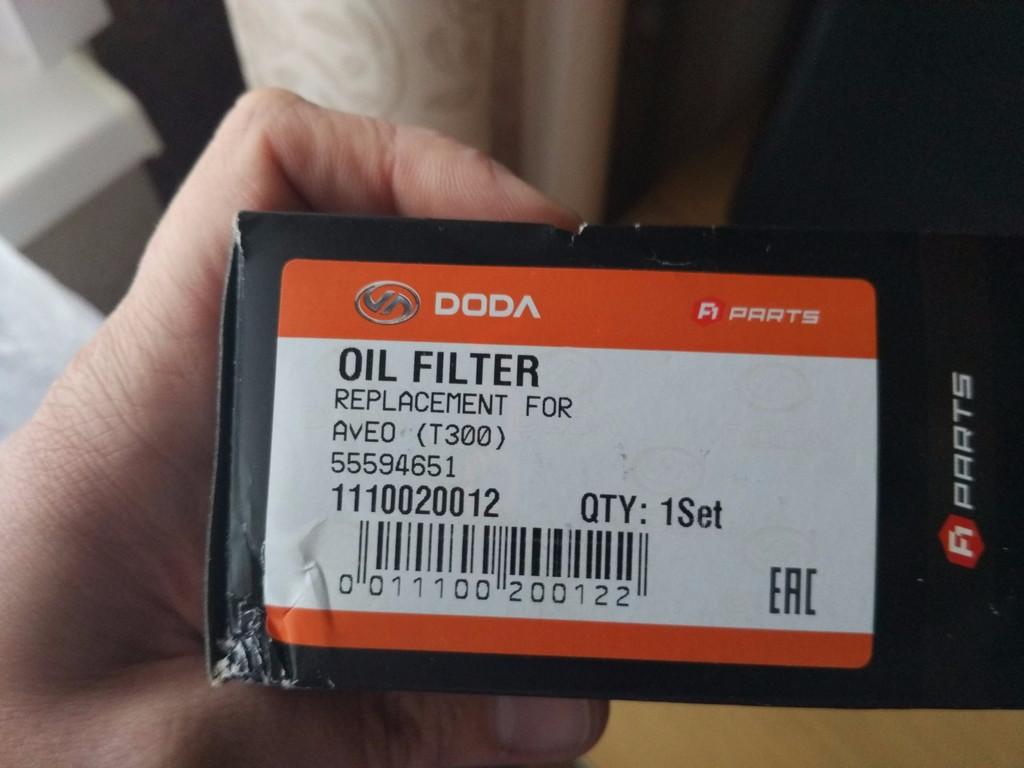 DODA
F1 PARTS
OIL FILTER
REPLACEMENT FOR
AvEO (T300)
55594651
1110020012 QTY: 1Set
0 011100 200122
EAC
F1 PARTS